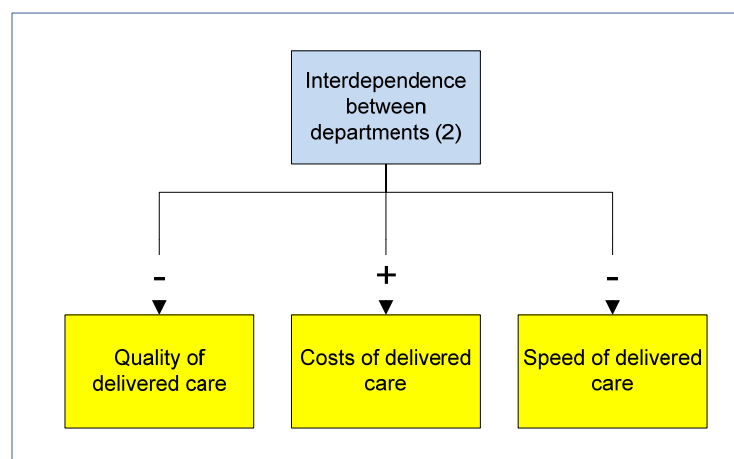 Interdependence
between
departments (2)
-
+
-
Quality of
delivered care
Costs of delivered
care
Speed of delivered
care